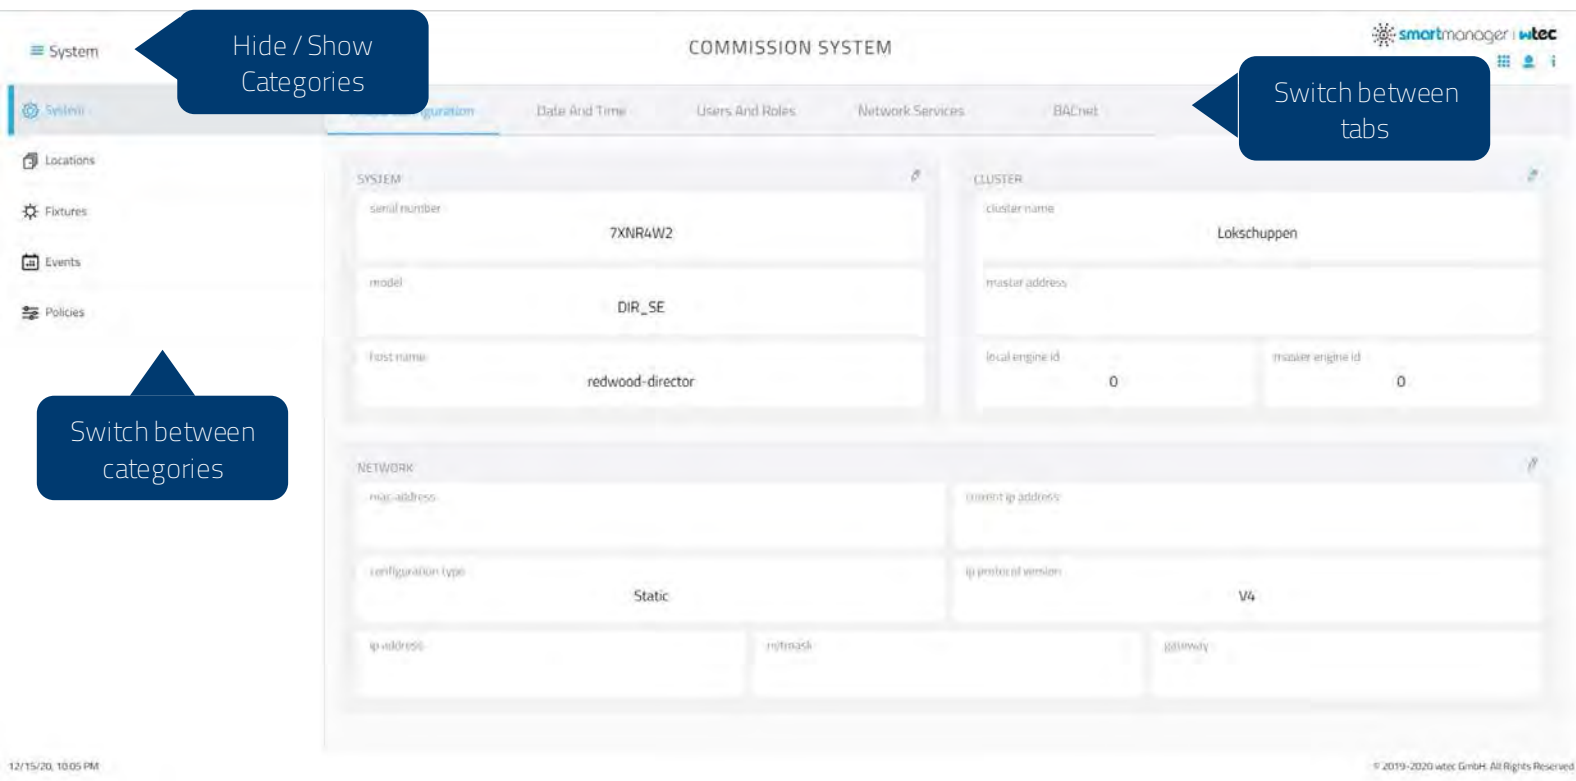 System
Hide / Show
Categories
COMMISSION SYSTEM
smartmanager | wtec
Switch between
tabs
System
Date And Time
Users And Roles
Network Services
BACnet
Locations
Fixtures
Events
Policies
Switch between
categories
SYSTEM
serial number
7XNR4W2
model
DIR_SE
host name
redwood-director
CLUSTER
cluster name
Lokschuppen
master address
local engine id
0
master engine id
0
NETWORK
mac address
current ip address
configuration type
Static
ip protocol version
V4
ip address
netmask
gateway
12/15/20, 10:05 PM
© 2019-2020 wtec GmbH. All Rights Reserved